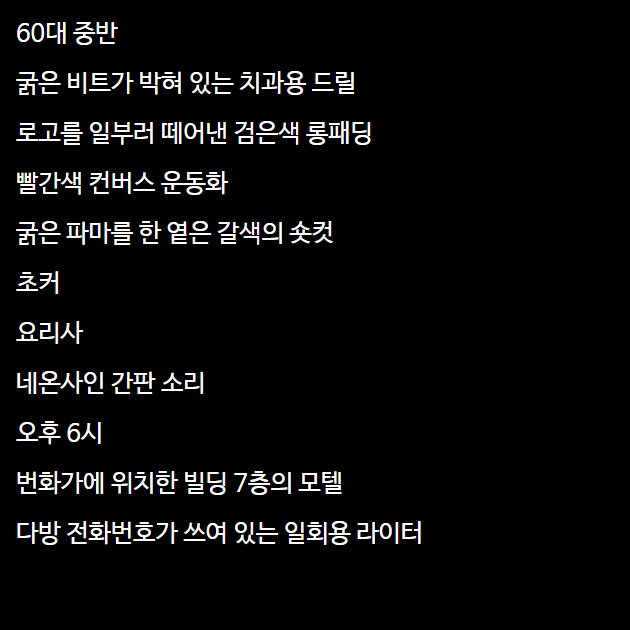 60대 중반
굵은 비트가 박혀 있는 치과용 드릴
로고를 일부러 떼어낸 검은색 롱패딩
빨간색 컨버스 운동화
굵은 파마를 한 옅은 갈색의 숏컷
초커
요리사
네온사인 간판 소리
오후 6시
번화가에 위치한 빌딩 7층의 모텔
다방 전화번호가 쓰여 있는 일회용 라이터